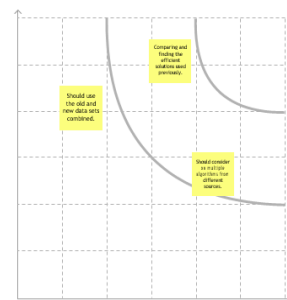 Comparing and
finding the
efficient
solutions used
previously.
Should use
the old and
new data sets
combined.
Should consider
multiple
algorithms from
different
sources.